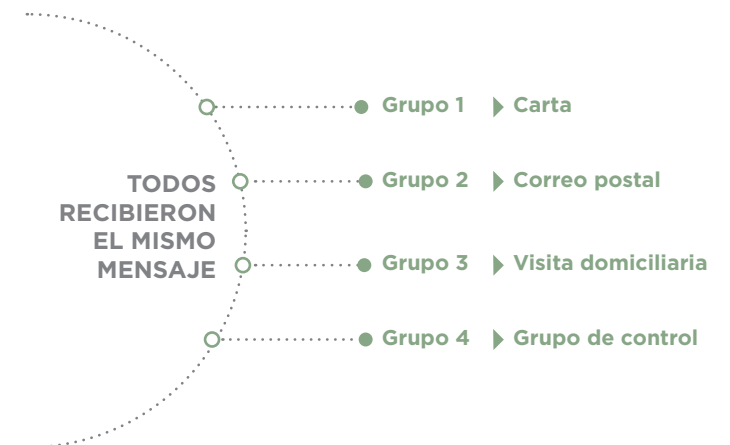 TODOS
RECIBIERON
EL MISMO
MENSAJE
Grupo 1 Carta
Grupo 2 Correo postal
Grupo 3 Visita domiciliaria
Grupo 4 Grupo de control